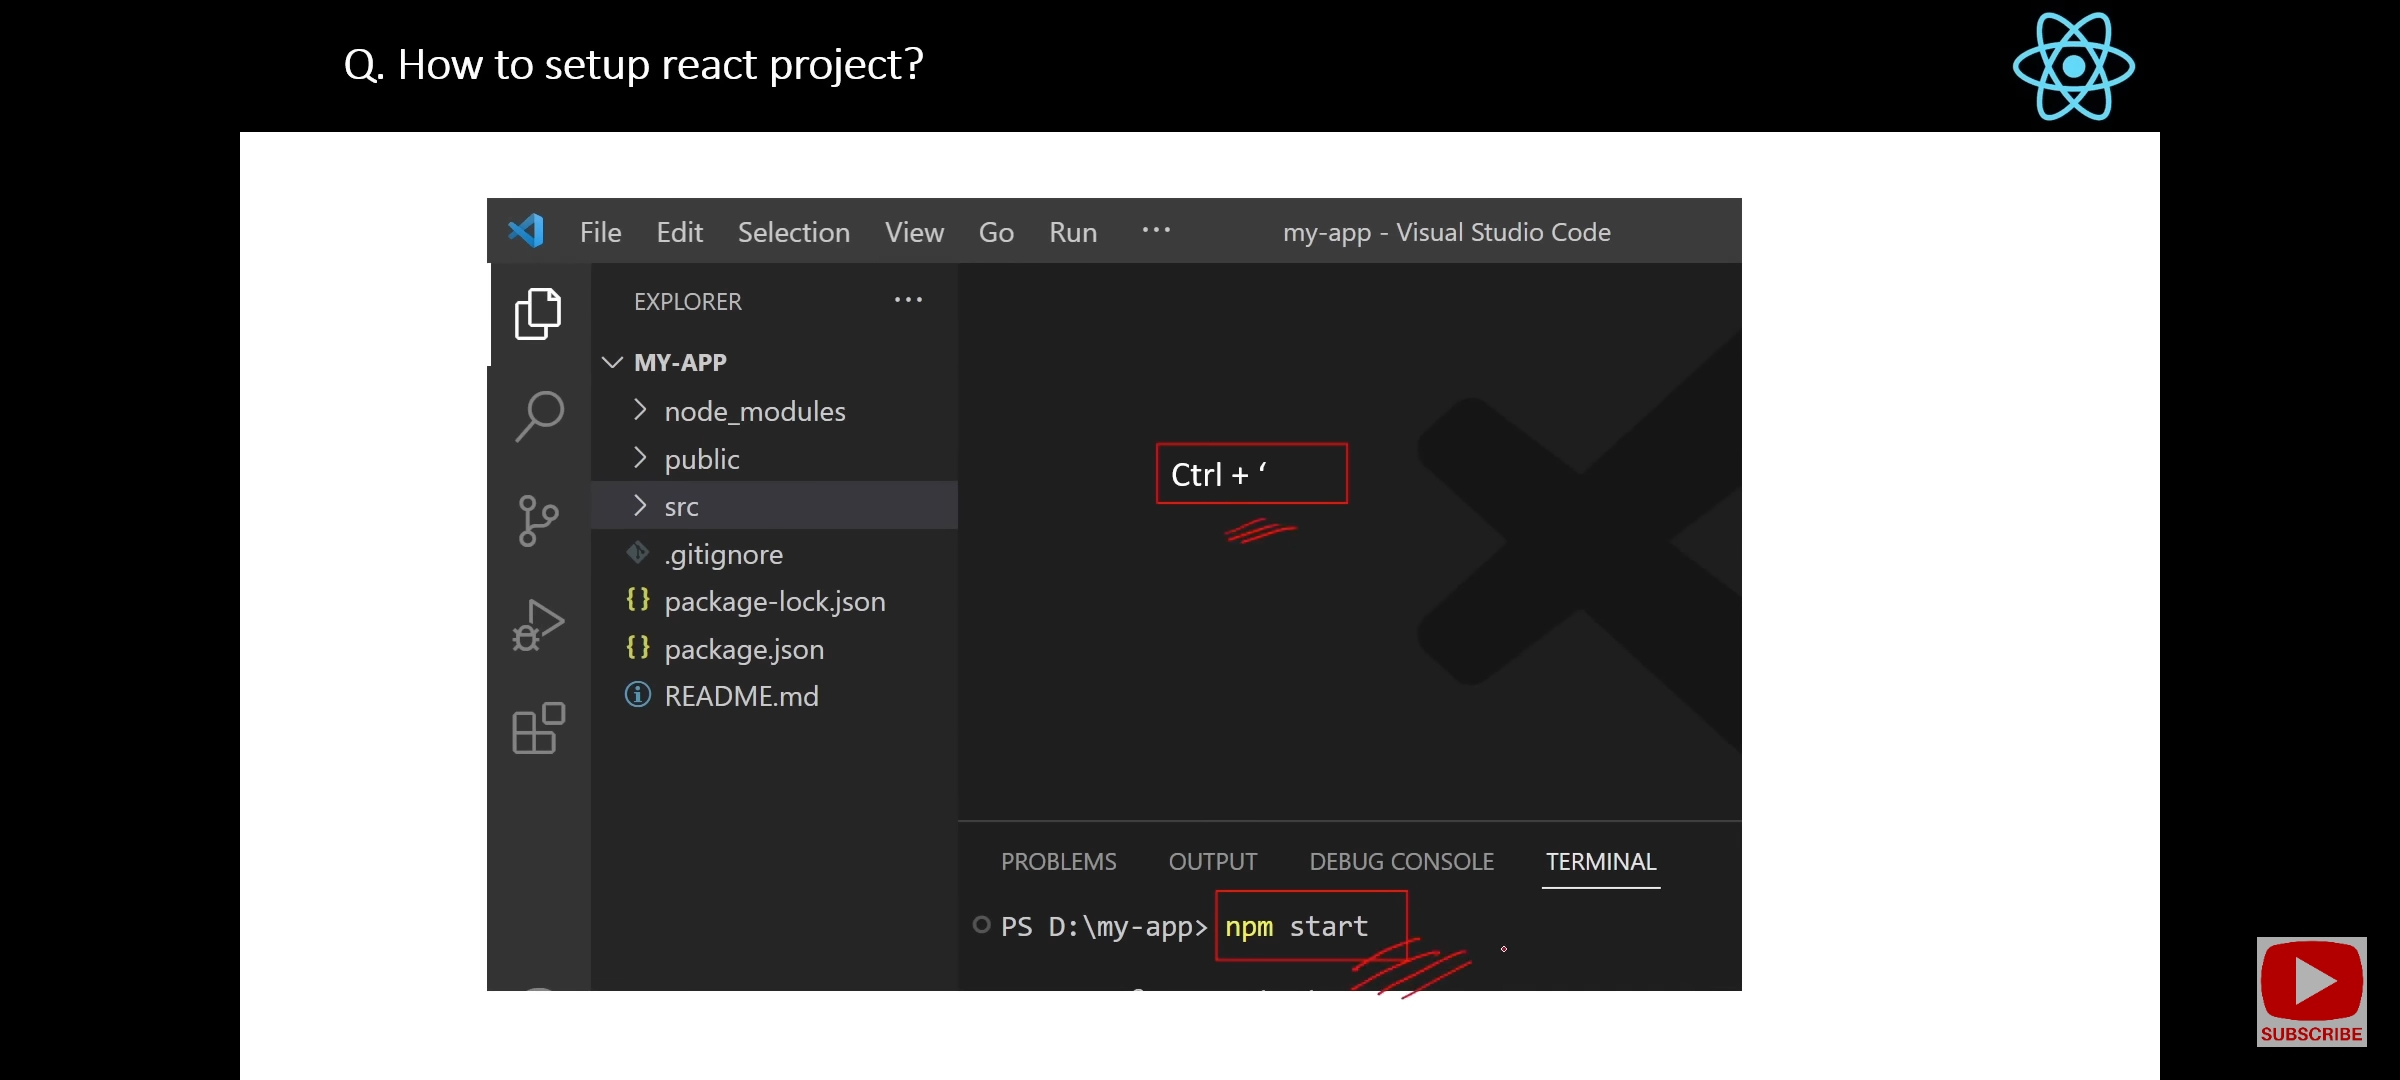 Q. How to setup react project?
File Edit Selection View Go Run ··· my-app - Visual Studio Code
EXPLORER ···
MY-APP
node_modules
public
src
.gitignore
{} package-lock.json
{} package.json
README.md
Ctrl + ‘
PROBLEMS OUTPUT DEBUG CONSOLE TERMINAL
PS D:\my-app> npm start
SUBSCRIBE